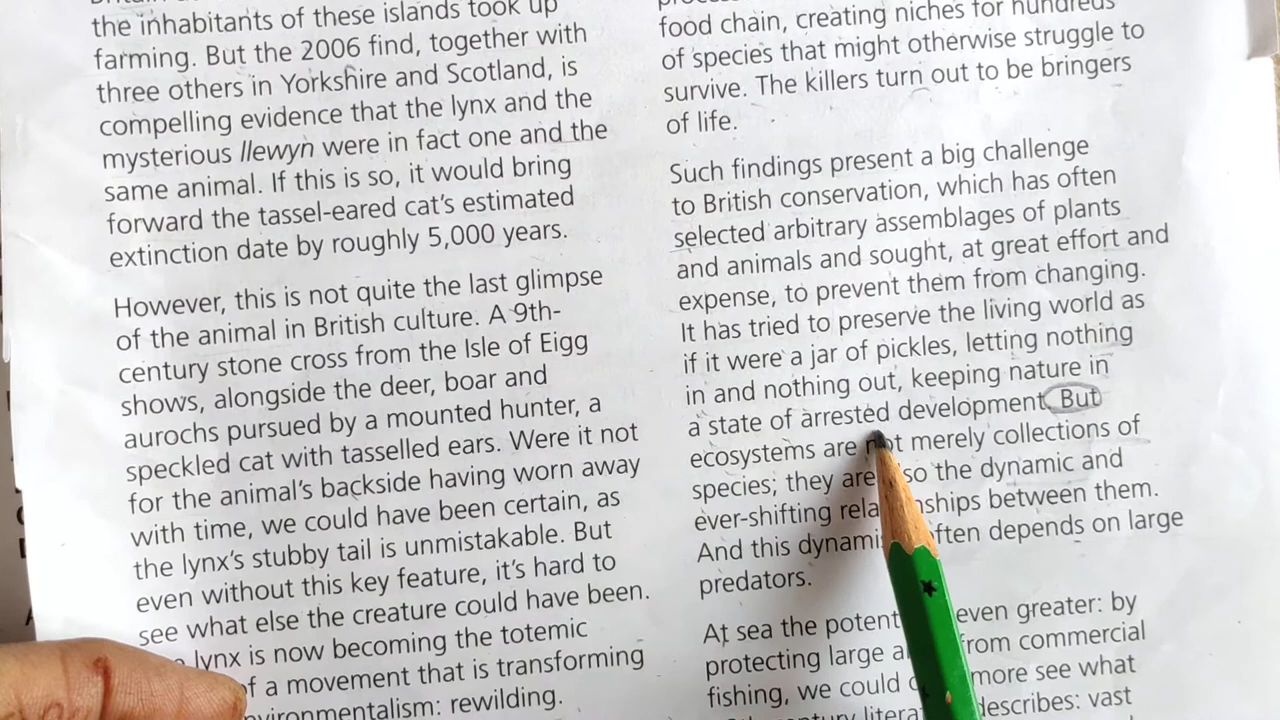 the inhabitants of these islands took up
farming. But the 2006 find, together with
three others in Yorkshire and Scotland, is
compelling evidence that the lynx and the
mysterious llewyn were in fact one and the
same animal. If this is so, it would bring
forward the tassel-eared cat's estimated
extinction date by roughly 5,000 years.
However, this is not quite the last glimpse
of the animal in British culture. A 9th-
century stone cross from the Isle of Eigg
shows, alongside the deer, boar and
aurochs pursued by a mounted hunter, a
speckled cat with tasselled ears. Were it not
for the animal's backside having worn away
with time, we could have been certain, as
the lynx's stubby tail is unmistakable. But
even without this key feature, it's hard to
see what else the creature could have been.
lynx is now becoming the totemic
of a movement that is transforming
environmentalism: rewilding.
food chain, creating niches for hundreds
of species that might otherwise struggle to
survive. The killers turn out to be bringers
of life.
Such findings present a big challenge
to British conservation, which has often
selected arbitrary assemblages of plants
and animals and sought, at great effort and
expense, to prevent them from changing.
It has tried to preserve the living world as
if it were a jar of pickles, letting nothing
in and nothing out, keeping nature in
a state of arrested development. But
ecosystems are not merely collections of
species; they are also the dynamic and
ever-shifting relationships between them.
And this dynamism often depends on large
predators.
At sea the potential even greater: by
protecting large from commercial
fishing, we could more see what
describes: vast